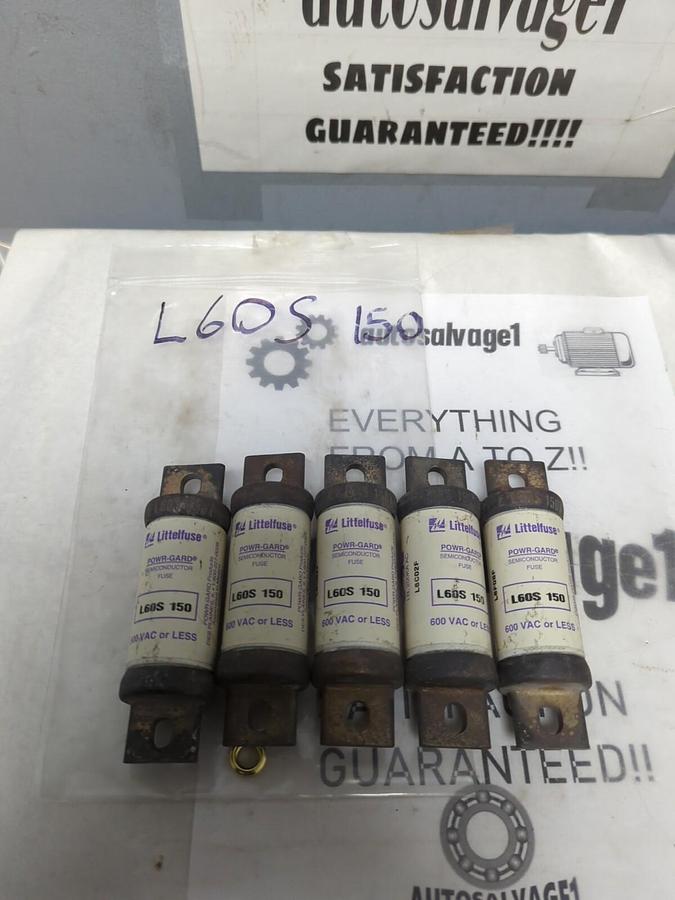 autosalvage1
SATISFACTION
GUARANTEED!!!!
L60S 150
autosalvage1
EVERYTHING
FROM A TO Z!!
Littelfuse®
POWR-GARD®
SEMICONDUCTOR
FUSE
L60S 150
600 VAC or LESS
Littelfuse®
POWR-GARD®
SEMICONDUCTOR
FUSE
L60S 150
600 VAC or LESS
Littelfuse®
POWR-GARD®
SEMICONDUCTOR
FUSE
L60S 150
600 VAC or LESS
Littelfuse
POWR-GARD®
SEMICONDUCTOR
FUSE
L60S 150
600 VAC or LESS
L6C02F
Littelfuse
POWR-GARD®
SEMICONDUCTOR
FUSE
L60S 150
600 VAC or LESS
ge1
ON
GUARANTEED!!
AUTOSALVAGE1